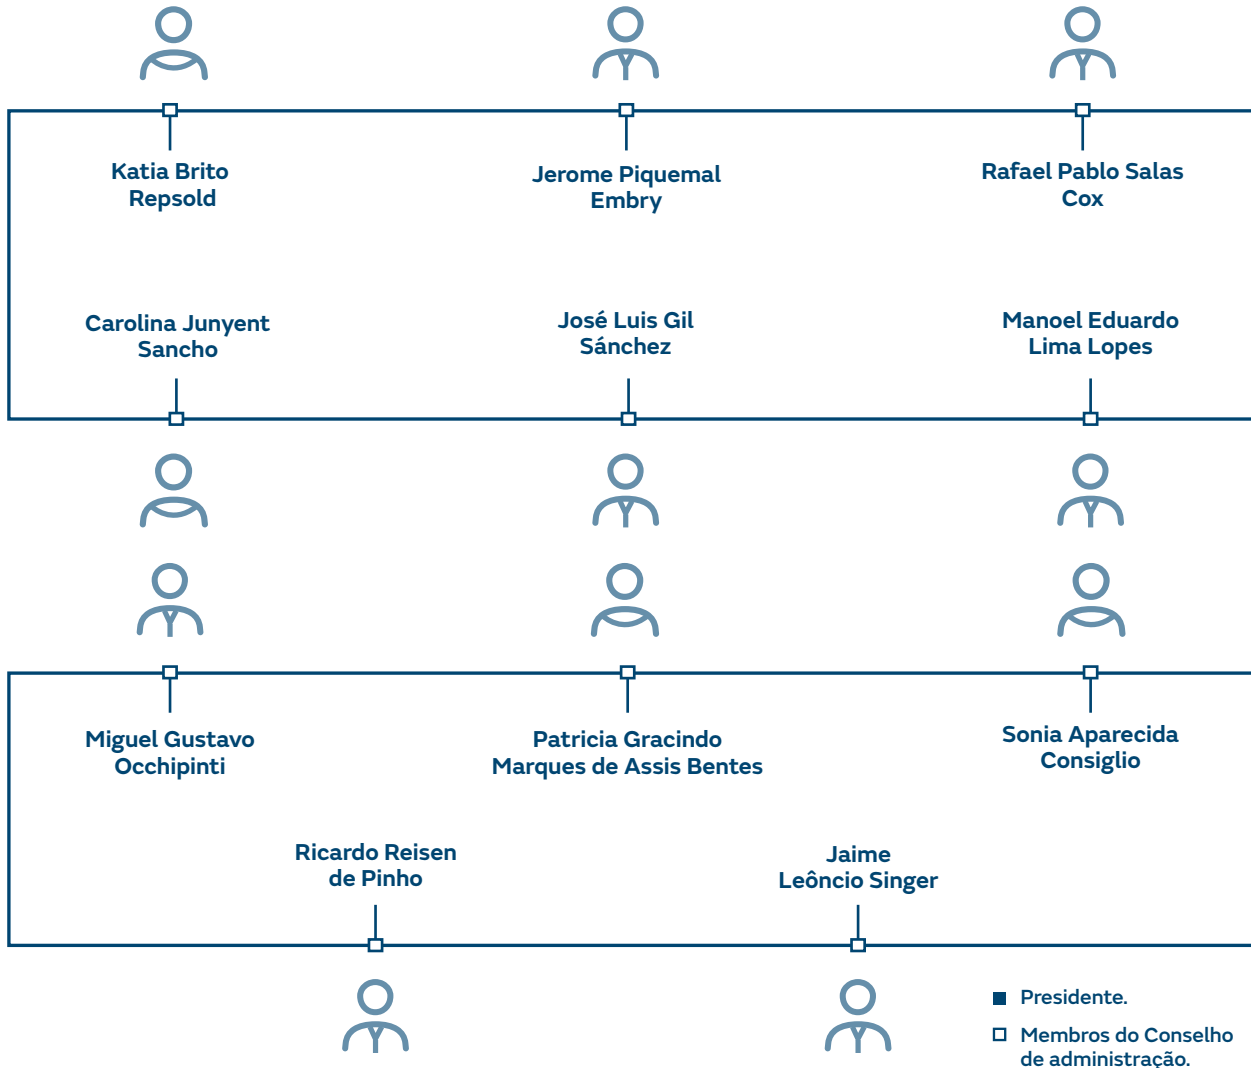 Katia Brito
Repsold
Jerome Piquemal
Embry
Rafael Pablo Salas
Cox
Carolina Junyent
Sancho
José Luis Gil
Sánchez
Manoel Eduardo
Lima Lopes
Miguel Gustavo
Occhipinti
Patricia Gracindo
Marques de Assis Bentes
Sonia Aparecida
Consiglio
Ricardo Reisen
de Pinho
Jaime
Leôncio Singer
Presidente.
Membros do Conselho
de administração.